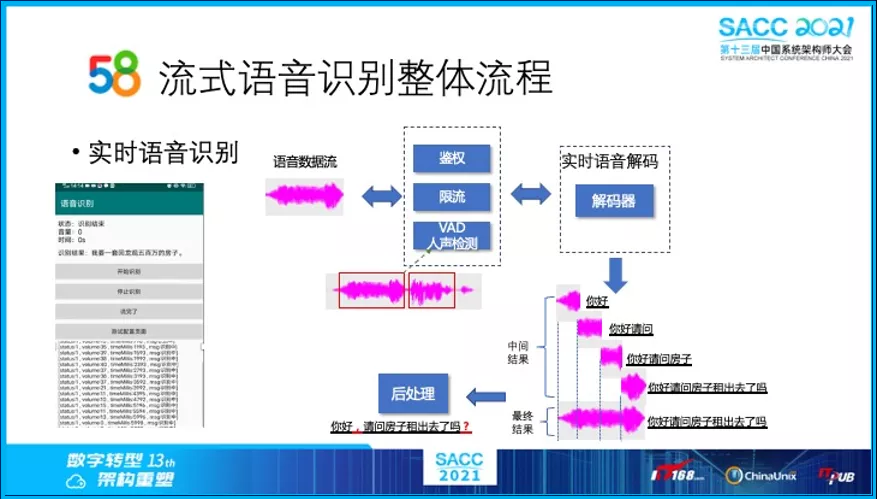 SACC 2021
第十三届中国系统架构师大会
SYSTEM ARCHITECT CONFERENCE CHINA 2021
58 流式语音识别整体流程
• 实时语音识别
语音识别
状态：识别结束
音量：0
时间：0s
识别结果：我要一套回龙观五百万的房子。
开始识别
停止识别
说完了
测试配置页面
语音数据流
鉴权
限流
VAD
人声检测
实时语音解码
解码器
你好
你好请问
你好请问房子
你好请问房子租出去了吗
中间
结果
最终
结果
你好请问房子租出去了吗
后处理
你好，请问房子租出去了吗？
数字转型 13th
架构重塑
SACC
2021
IT168.com
ChinaUnix
ITPUB